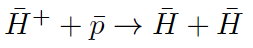 H̄⁺ + p̄ → H̄ + H̄